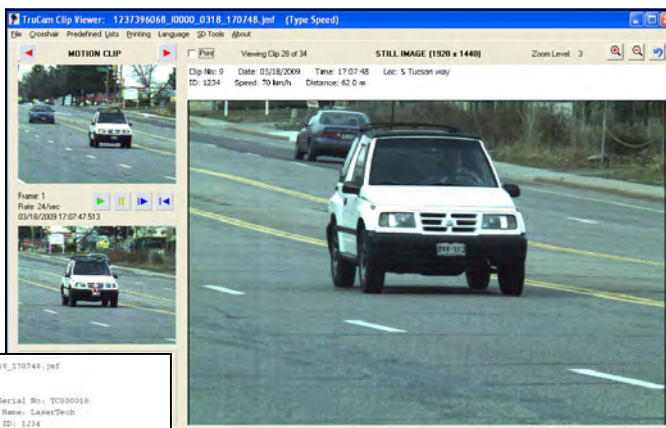 TruCam Clip Viewer: 1237396068_I0000_0318_170748.jmf (Type Speed)
File Crosshair Predefined Lists Printing Language SD Tools About
MOTION CLIP
Print Viewing Clip 28 of 34 STILL IMAGE (1920 x 1440) Zoom Level: 3
Clip No: 9 Date: 03/18/2009 Time: 17:07:48 Loc: S Tucson way
ID: 1234 Speed: 70 km/h Distance: 62.0 m
Frame: 1
Rate: 24/sec
03/18/2009 17:07:47.513
18_170748.jmf
Serial No: TC000018
Name: LaserTech
ID: 1234